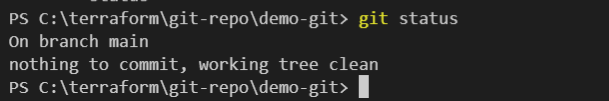 PS C:\terraform\git-repo\demo-git> git status
On branch main
nothing to commit, working tree clean
PS C:\terraform\git-repo\demo-git>